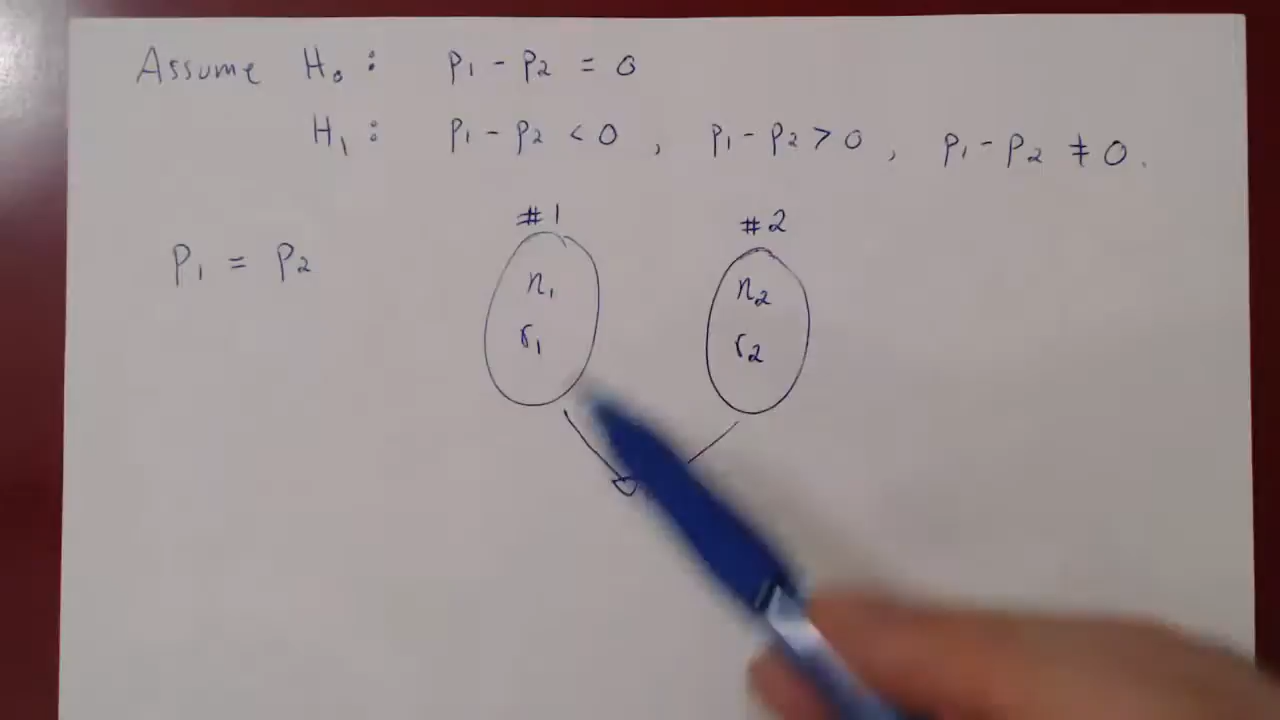 Assume H₀ : p₁ - p₂ = 0
H₁ : p₁ - p₂ < 0 , p₁ - p₂ > 0 , p₁ - p₂ ≠ 0 .
#1 #2
p₁ = p₂
n₁ n₂
r₁ r₂